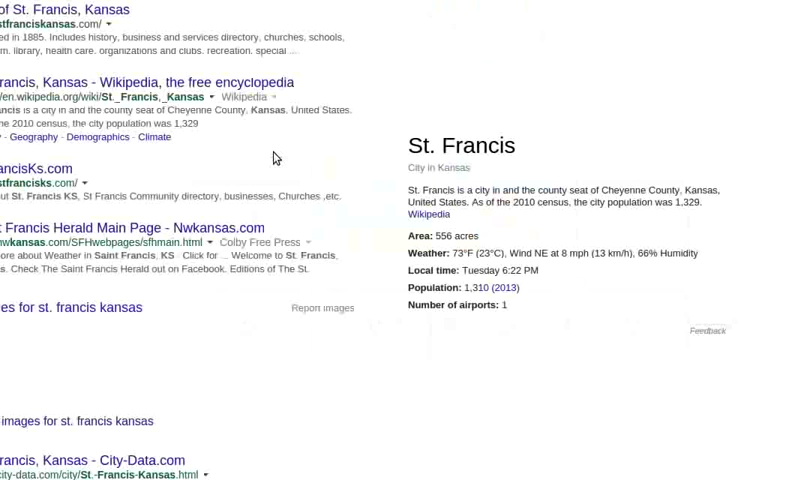 of St. Francis, Kansas
stfranciskansas.com/
ed in 1885. Includes history, business and services directory, churches, schools,
m. library, health care. organizations and clubs. recreation. special ...
rancis, Kansas - Wikipedia, the free encyclopedia
/en.wikipedia.org/wiki/St._Francis,_Kansas Wikipedia
ancis is a city in and the county seat of Cheyenne County, Kansas. United States.
he 2010 census, the city population was 1,329
· Geography · Demographics · Climate
ancisKs.com
stfrancisks.com/
ut St. Francis KS, St Francis Community directory, businesses, Churches ,etc.
t Francis Herald Main Page - Nwkansas.com
nwkansas.com/SFHwebpages/sfhmain.html Colby Free Press
ore about Weather in Saint Francis, KS · Click for ... Welcome to St. Francis,
s. Check The Saint Francis Herald out on Facebook. Editions of The St.
es for st. francis kansas Report images
images for st. francis kansas
rancis, Kansas - City-Data.com
city-data.com/city/St.-Francis-Kansas.html
St. Francis
City in Kansas
St. Francis is a city in and the county seat of Cheyenne County, Kansas,
United States. As of the 2010 census, the city population was 1,329.
Wikipedia
Area: 556 acres
Weather: 73°F (23°C), Wind NE at 8 mph (13 km/h), 66% Humidity
Local time: Tuesday 6:22 PM
Population: 1,310 (2013)
Number of airports: 1
Feedback